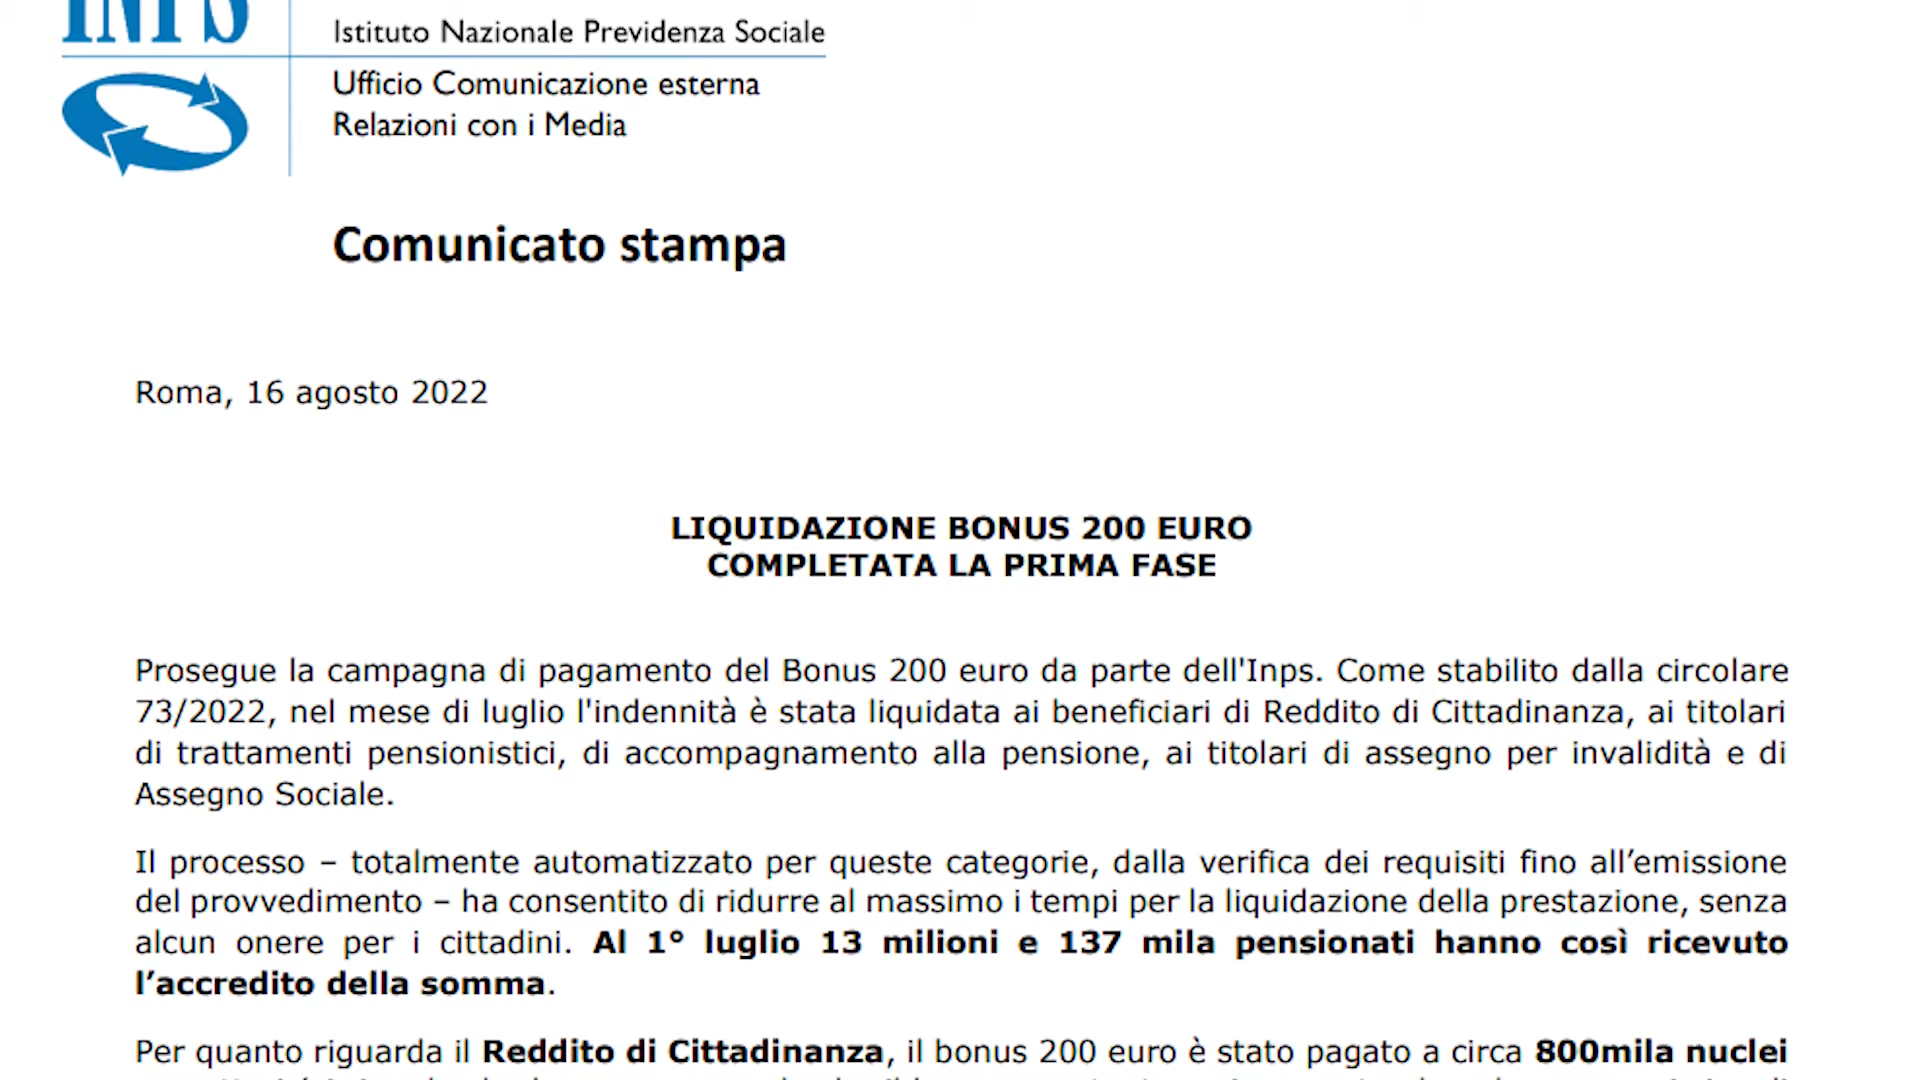 INPS
Istituto Nazionale Previdenza Sociale
Ufficio Comunicazione esterna
Relazioni con i Media
Comunicato stampa
Roma, 16 agosto 2022
LIQUIDAZIONE BONUS 200 EURO
COMPLETATA LA PRIMA FASE
Prosegue la campagna di pagamento del Bonus 200 euro da parte dell'Inps. Come stabilito dalla circolare
73/2022, nel mese di luglio l'indennità è stata liquidata ai beneficiari di Reddito di Cittadinanza, ai titolari
di trattamenti pensionistici, di accompagnamento alla pensione, ai titolari di assegno per invalidità e di
Assegno Sociale.
Il processo – totalmente automatizzato per queste categorie, dalla verifica dei requisiti fino all’emissione
del provvedimento – ha consentito di ridurre al massimo i tempi per la liquidazione della prestazione, senza
alcun onere per i cittadini. Al 1° luglio 13 milioni e 137 mila pensionati hanno così ricevuto
l’accredito della somma.
Per quanto riguarda il Reddito di Cittadinanza, il bonus 200 euro è stato pagato a circa 800mila nuclei